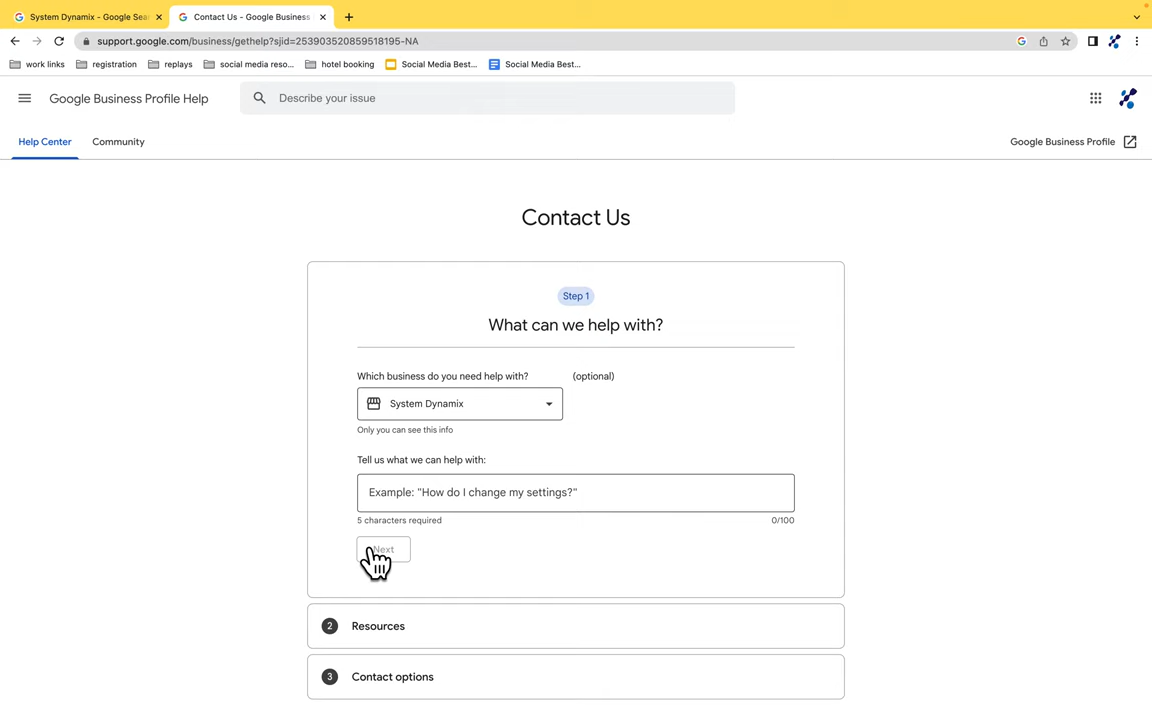 System Dynamix - Google Sea
Contact Us - Google Business
support.google.com/business/gethelp?sjid=253903520859518195-NA
work links
registration
replays
social media reso...
hotel booking
Social Media Best...
Social Media Best...
Google Business Profile Help
Describe your issue
Help Center
Community
Google Business Profile
Contact Us
Step 1
What can we help with?
Which business do you need help with? (optional)
System Dynamix
Only you can see this info
Tell us what we can help with:
Example: "How do I change my settings?"
5 characters required
0/100
Next
2 Resources
3 Contact options